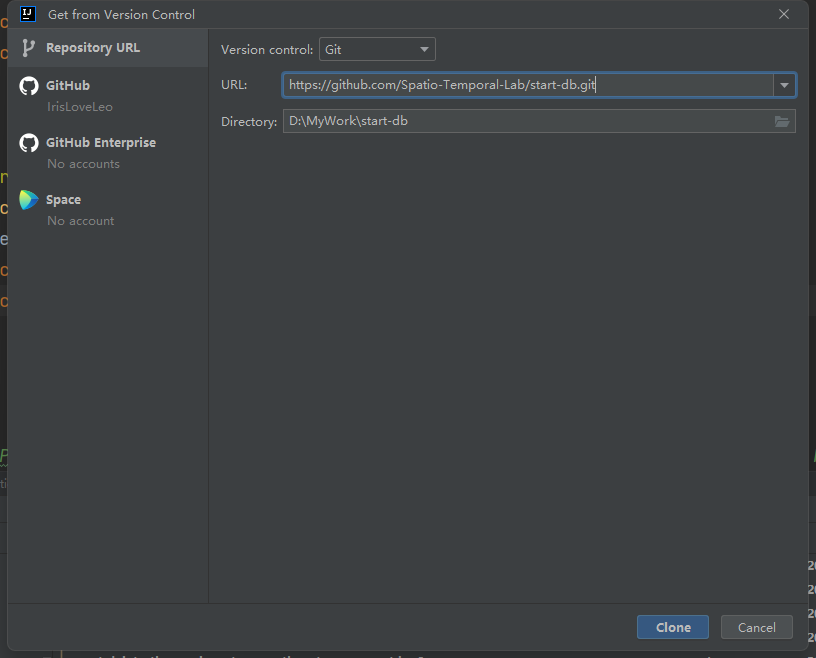 Get from Version Control
Repository URL
GitHub
IrisLoveLeo
GitHub Enterprise
No accounts
Space
No account
Version control: Git
URL: https://github.com/Spatio-Temporal-Lab/start-db.git
Directory: D:\MyWork\start-db
Clone Cancel